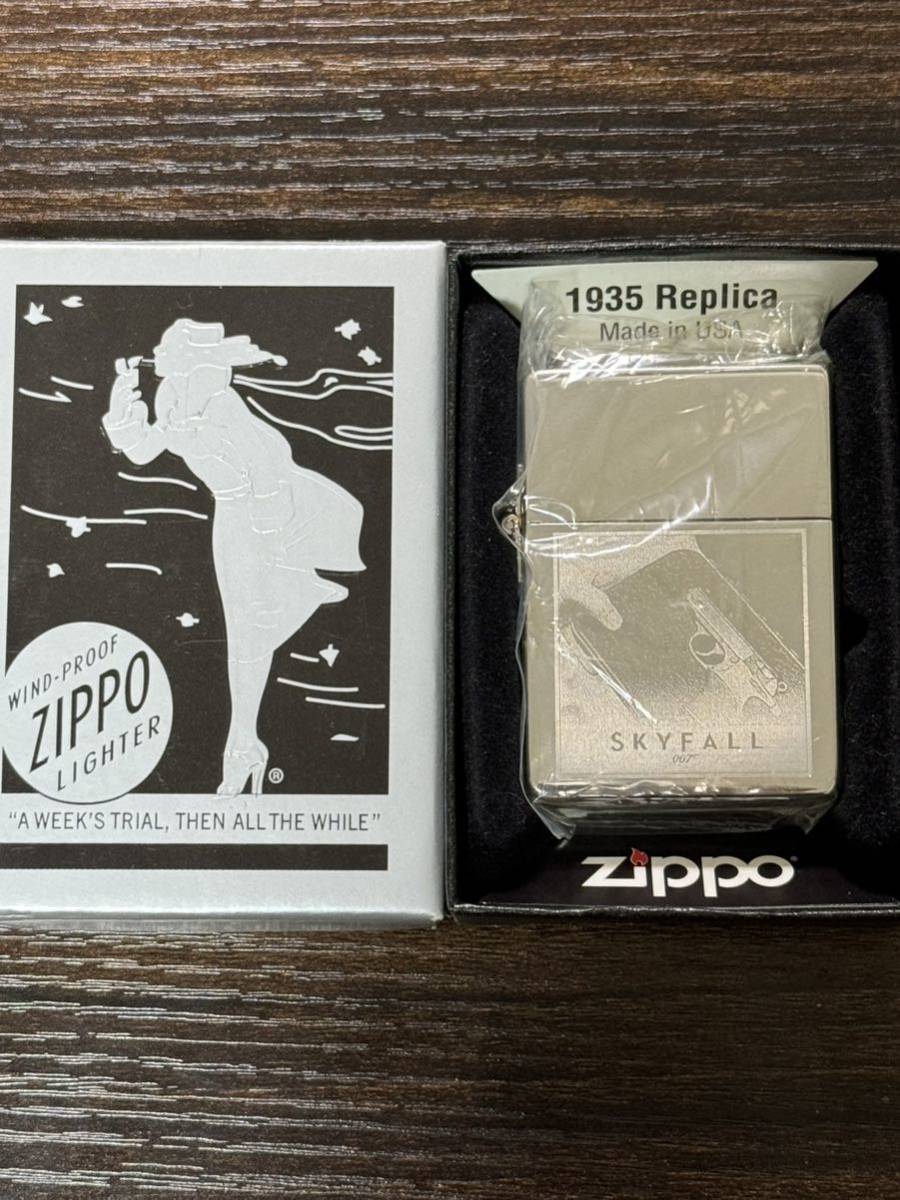 WIND-PROOF
ZIPPO
LIGHTER
®
"A WEEK'S TRIAL, THEN ALL THE WHILE"
1935 Replica
Made in USA
SKYFALL
007
zippo